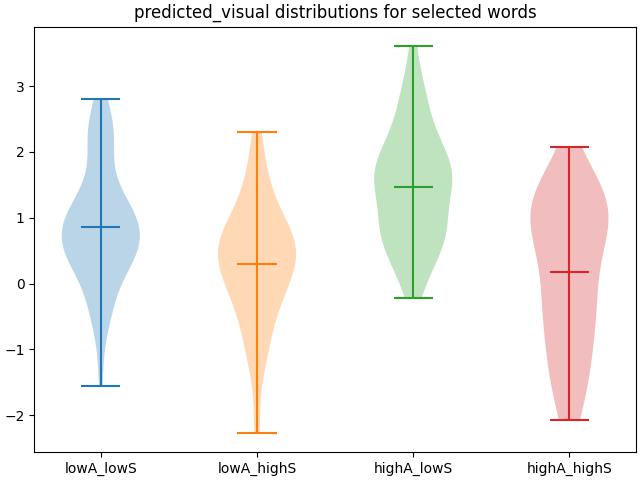 predicted_visual distributions for selected words
3
2
1
0
−1
−2
lowA_lowS
lowA_highS
highA_lowS
highA_highS